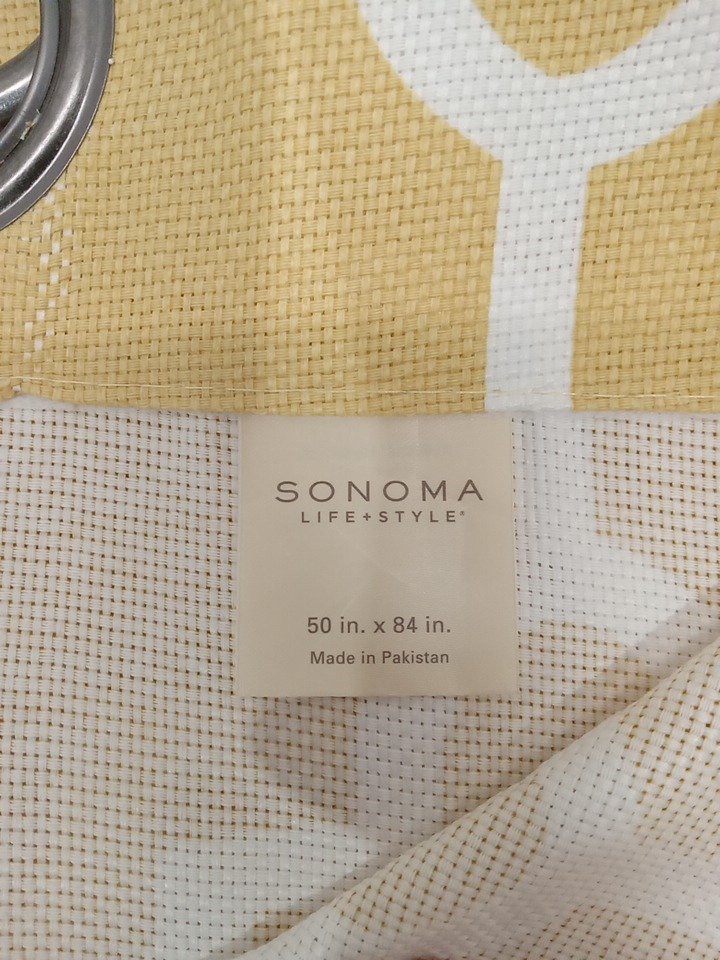 SONOMA
LIFE+STYLE®
50 in. x 84 in.
Made in Pakistan